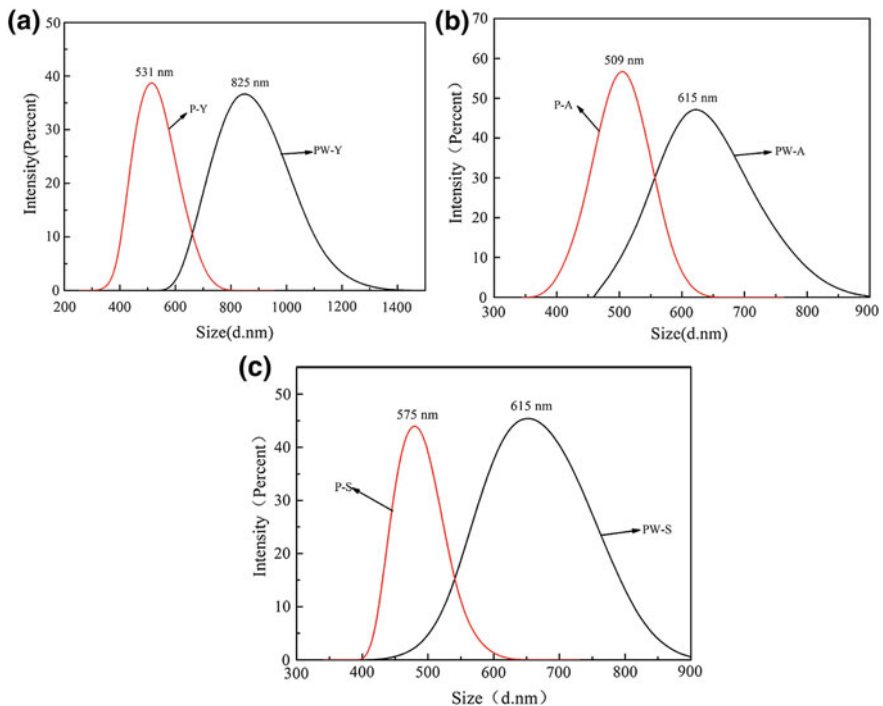 (a)
50
40
30
20
10
0
Intensity(Percent)
531 nm
825 nm
P-Y
PW-Y
200 400 600 800 1000 1200 1400
Size(d.nm)
(b)
70
60
50
40
30
20
10
0
Intensity（Percent）
509 nm
615 nm
P-A
PW-A
300 400 500 600 700 800 900
Size(d.nm)
(c)
50
40
30
20
10
0
Intensity（Percent）
575 nm
615 nm
P-S
PW-S
300 400 500 600 700 800 900
Size（d.nm）